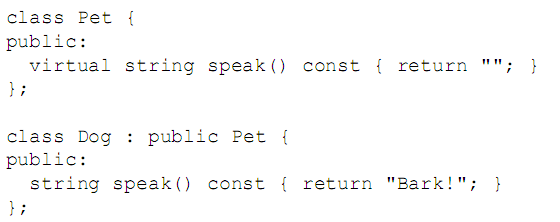 class Pet {
public:
  virtual string speak() const { return ""; }
};

class Dog : public Pet {
public:
  string speak() const { return "Bark!"; }
};